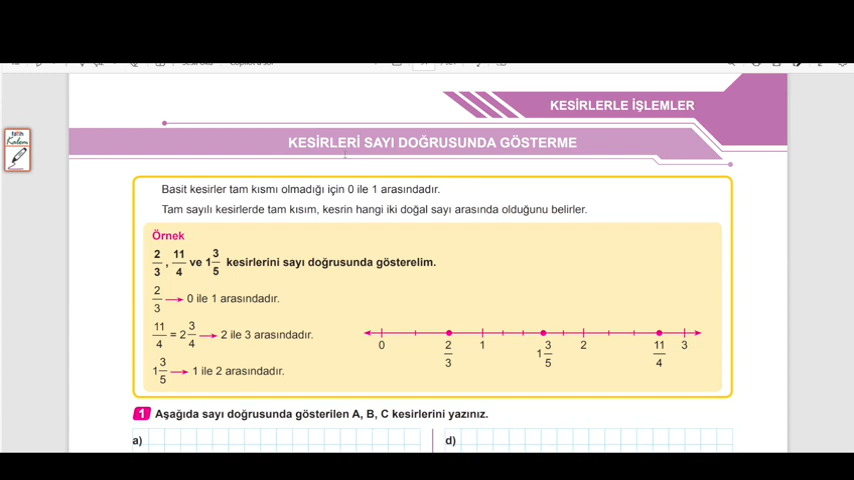 KESİRLERLE İŞLEMLER
KESİRLERİ SAYI DOĞRUSUNDA GÖSTERME
Fatih
Kalem
Basit kesirler tam kısmı olmadığı için 0 ile 1 arasındadır.
Tam sayılı kesirlerde tam kısım, kesrin hangi iki doğal sayı arasında olduğunu belirler.
Örnek
2/3 , 11/4 ve 1 3/5 kesirlerini sayı doğrusunda gösterelim.
2/3 → 0 ile 1 arasındadır.
11/4 = 2 3/4 → 2 ile 3 arasındadır.
1 3/5 → 1 ile 2 arasındadır.
0 2/3 1 1 3/5 2 11/4 3
1 Aşağıda sayı doğrusunda gösterilen A, B, C kesirlerini yazınız.
a) d)